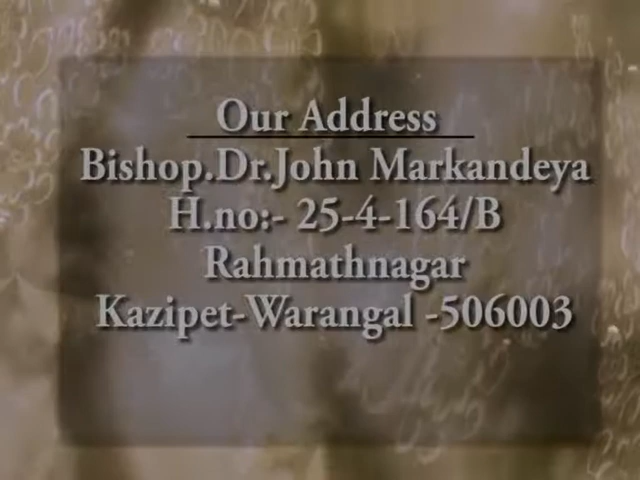 Our Address
Bishop.Dr.John Markandeya
H.no:- 25-4-164/B
Rahmathnagar
Kazipet-Warangal -506003